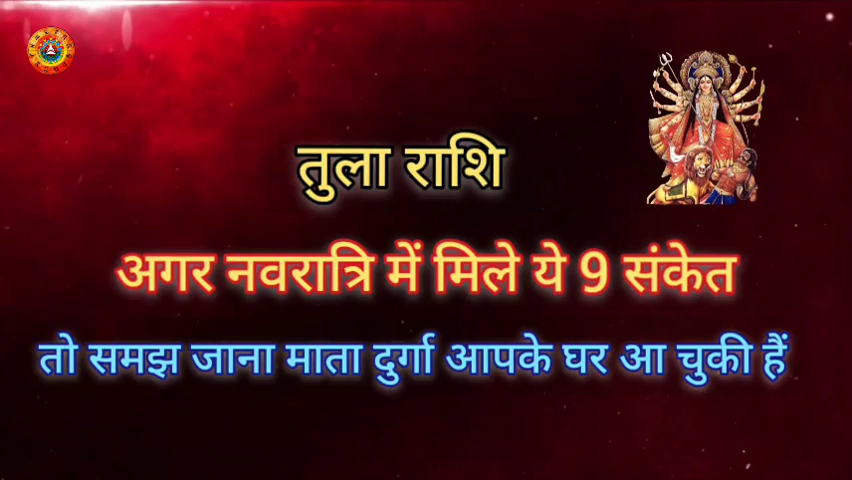 तुला राशि
अगर नवरात्रि में मिले ये 9 संकेत
तो समझ जाना माता दुर्गा आपके घर आ चुकी हैं